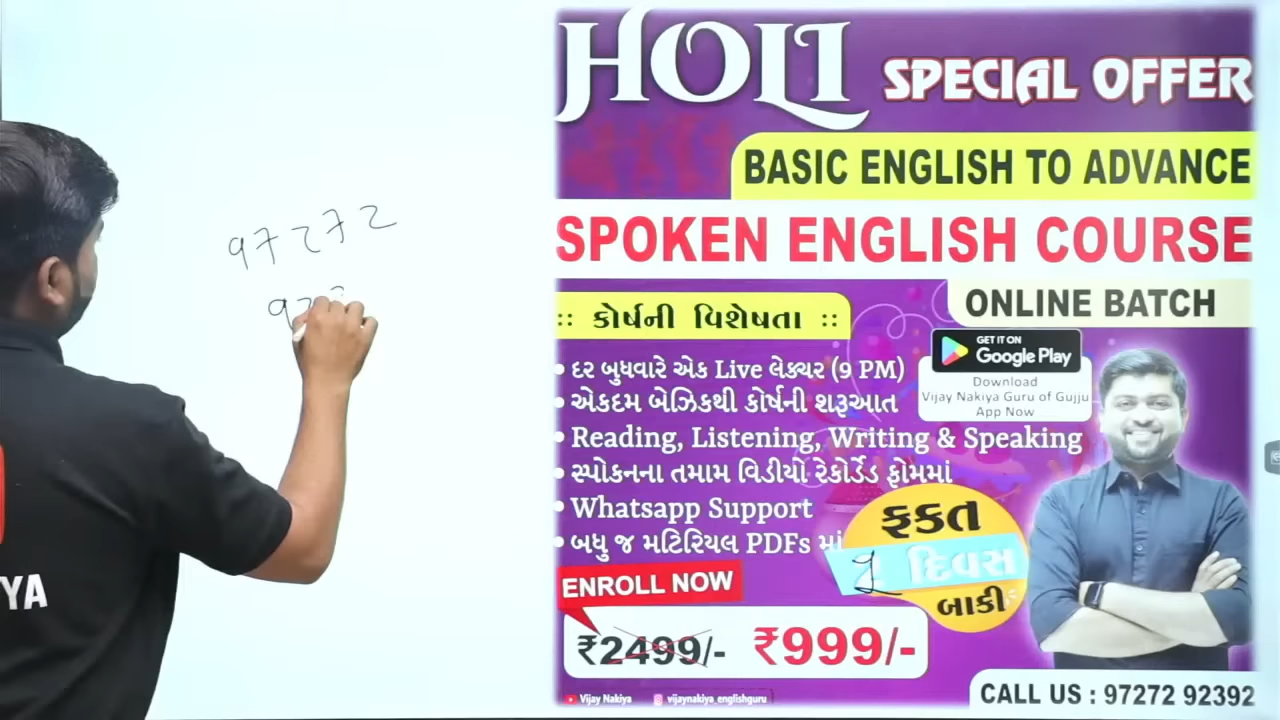 97272
YA
HOLI
SPECIAL OFFER
BASIC ENGLISH TO ADVANCE
SPOKEN ENGLISH COURSE
ONLINE BATCH
:: કોર્ષની વિશેષતા ::
GET IT ON
Google Play
Download
Vijay Nakiya Guru of Gujju
App Now
• દર બુધવારે એક Live લેક્ચર (9 PM)
• એકદમ બેઝિકથી કોર્ષની શરૂઆત
• Reading, Listening, Writing & Speaking
• સ્પોકનના તમામ વિડીયો રેકોર્ડેડ ફોર્મમાં
• Whatsapp Support
• બધુ જ મટિરિયલ PDFs માં
ફકત
2 દિવસ
બાકી
ENROLL NOW
₹2499/- ₹999/-
Vijay Nakiya
vijaynakiya_englishguru
CALL US : 97272 92392